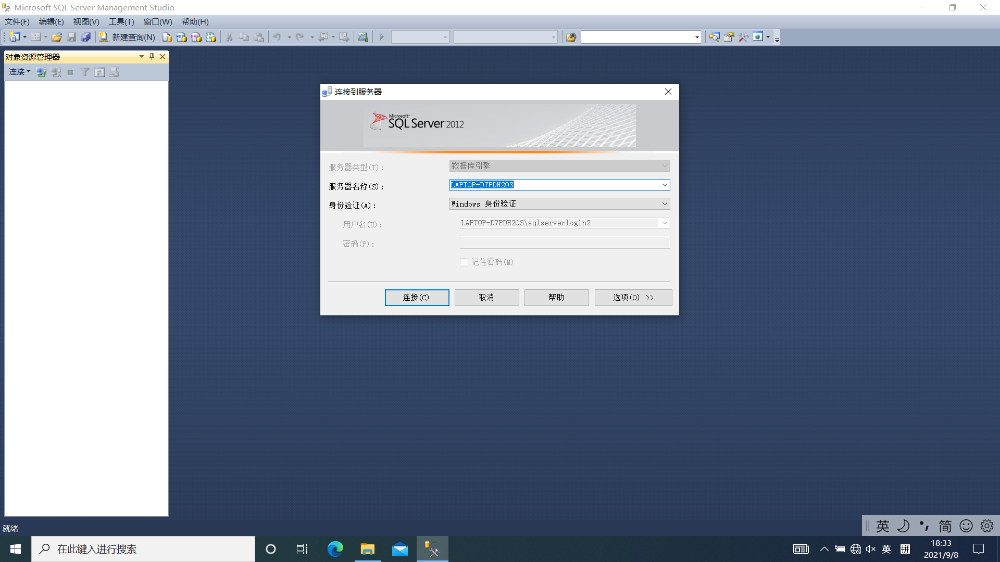 Microsoft SQL Server Management Studio
文件(F) 编辑(E) 视图(V) 工具(T) 窗口(W) 帮助(H)
新建查询(N)
对象资源管理器
连接
连接到服务器
Microsoft®
SQL Server® 2012
服务器类型(T): 数据库引擎
服务器名称(S): LAPTOP-D7PDH2O3
身份验证(A): Windows 身份验证
用户名(U): LAPTOP-D7PDH2O3\sqlserverlogin2
密码(P):
记住密码(M)
连接(C) 取消 帮助 选项(O) >>
就绪
英 简
在此键入进行搜索
英 拼
18:33
2021/9/8